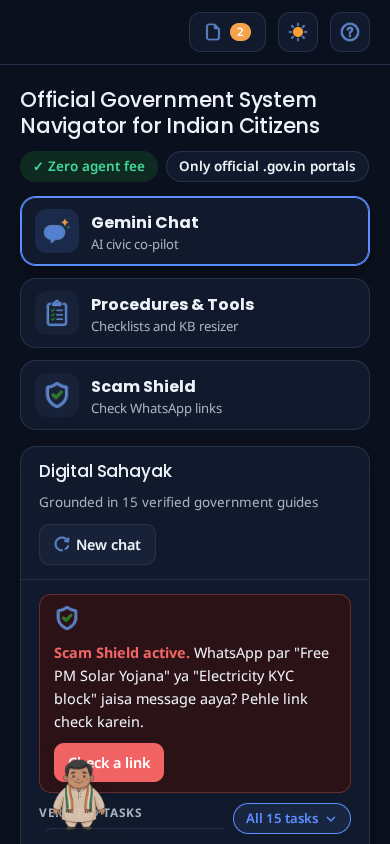 2
Official Government System
Navigator for Indian Citizens
✓ Zero agent fee
Only official .gov.in portals
Gemini Chat
AI civic co-pilot
Procedures & Tools
Checklists and KB resizer
Scam Shield
Check WhatsApp links
Digital Sahayak
Grounded in 15 verified government guides
New chat
Scam Shield active. WhatsApp par "Free
PM Solar Yojana" ya "Electricity KYC
block" jaisa message aaya? Pehle link
check karein.
a link
TASKS
All 15 tasks